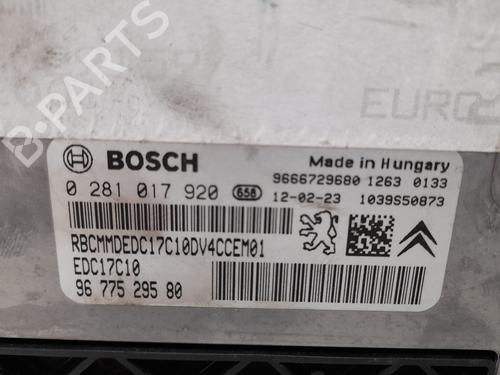 B-PARTS
EURO
BOSCH
Made in Hungary
0 281 017 920 658
9666729680 1263 0133
12-02-23 1039S50873
RBCMMDEDC17C10DV4CCEM01
EDC17C10
96 775 295 80